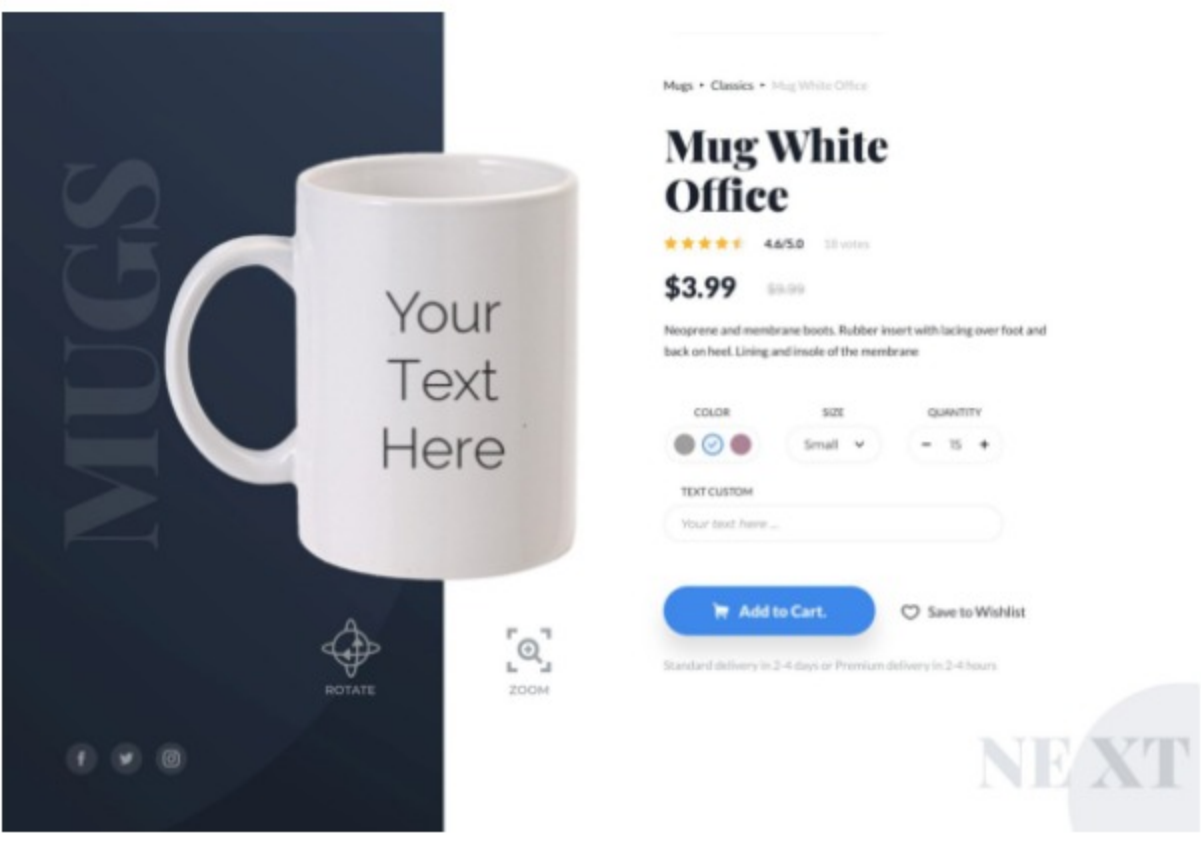 MUGS
Your
Text
Here
ROTATE
ZOOM
Mugs • Classics • Mug White Office
Mug White
Office
4.6/5.0 18 votes
$3.99 $9.99
Neoprene and membrane boots. Rubber insert with lacing over foot and
back on heel. Lining and insole of the membrane
COLOR SIZE QUANTITY
Small - 15 +
TEXT CUSTOM
Your text here ...
Add to Cart. Save to Wishlist
Standard delivery in 2-4 days or Premium delivery in 2-4 hours
NEXT